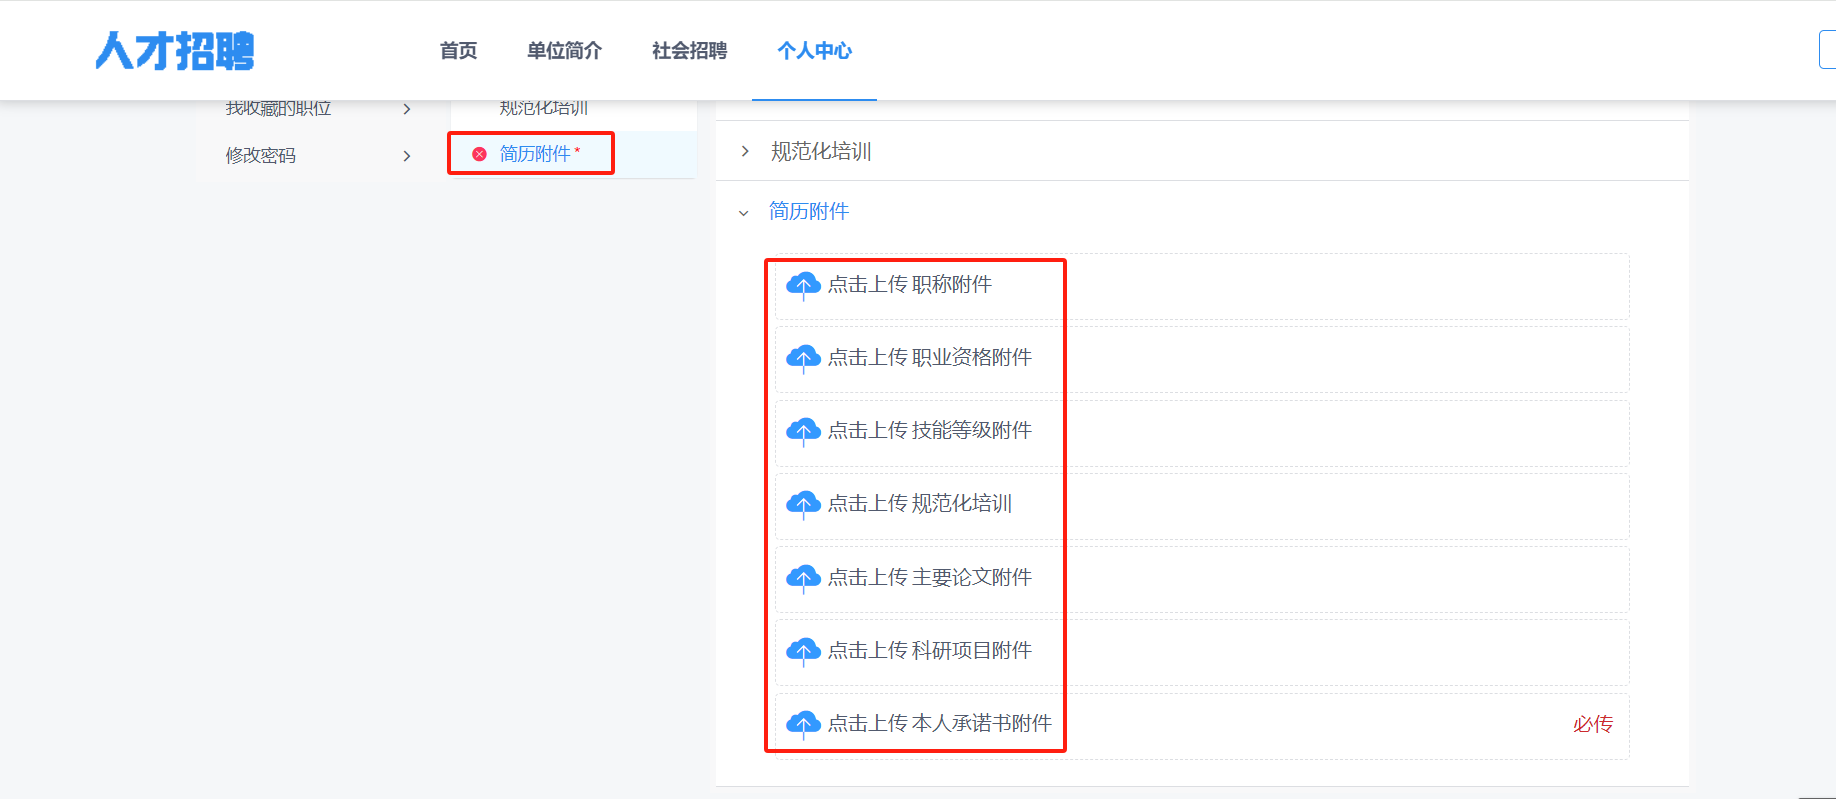 人才招聘
首页 单位简介 社会招聘 个人中心
我收藏的职位
修改密码
规范化培训
简历附件 *
规范化培训
简历附件
点击上传 职称附件
点击上传 职业资格附件
点击上传 技能等级附件
点击上传 规范化培训
点击上传 主要论文附件
点击上传 科研项目附件
点击上传 本人承诺书附件 必传